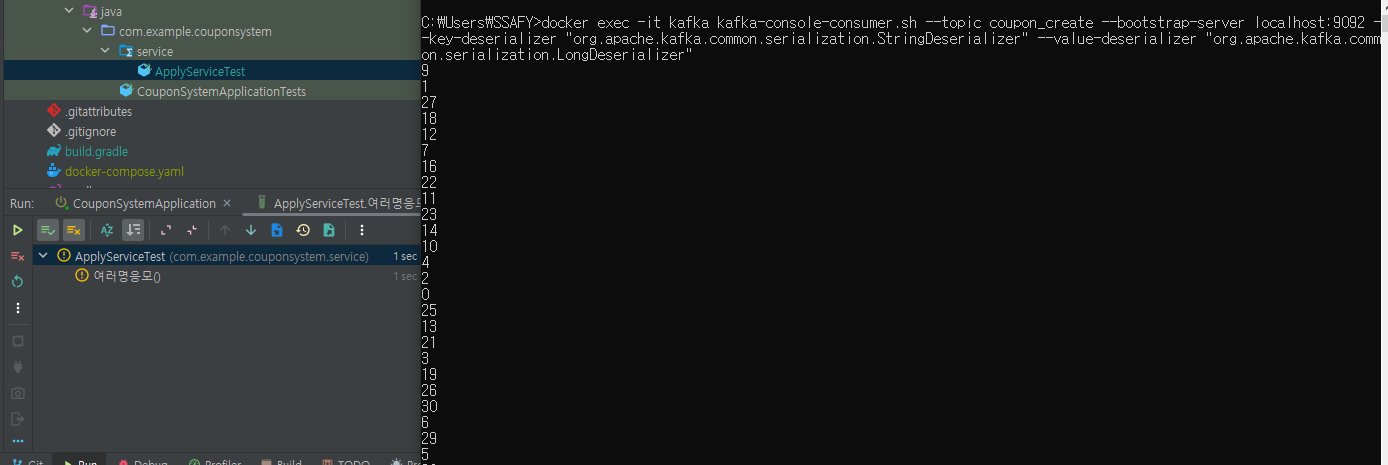 java
com.example.couponsystem
service
ApplyServiceTest
CouponSystemApplicationTests
.gitattributes
.gitignore
build.gradle
docker-compose.yaml
Run:
CouponSystemApplication
ApplyServiceTest.여러명응모
ApplyServiceTest (com.example.couponsystem.service)
1 sec
여러명응모()
1 sec
Git
Run
Debug
Profiler
Build
TODO
C:\Users\SSAFY>docker exec -it kafka kafka-console-consumer.sh --topic coupon_create --bootstrap-server localhost:9092 -
-key-deserializer "org.apache.kafka.common.serialization.StringDeserializer" --value-deserializer "org.apache.kafka.comm
on.serialization.LongDeserializer"
9
1
27
18
12
7
16
22
11
23
14
10
4
2
0
25
13
21
3
19
26
30
6
29
5